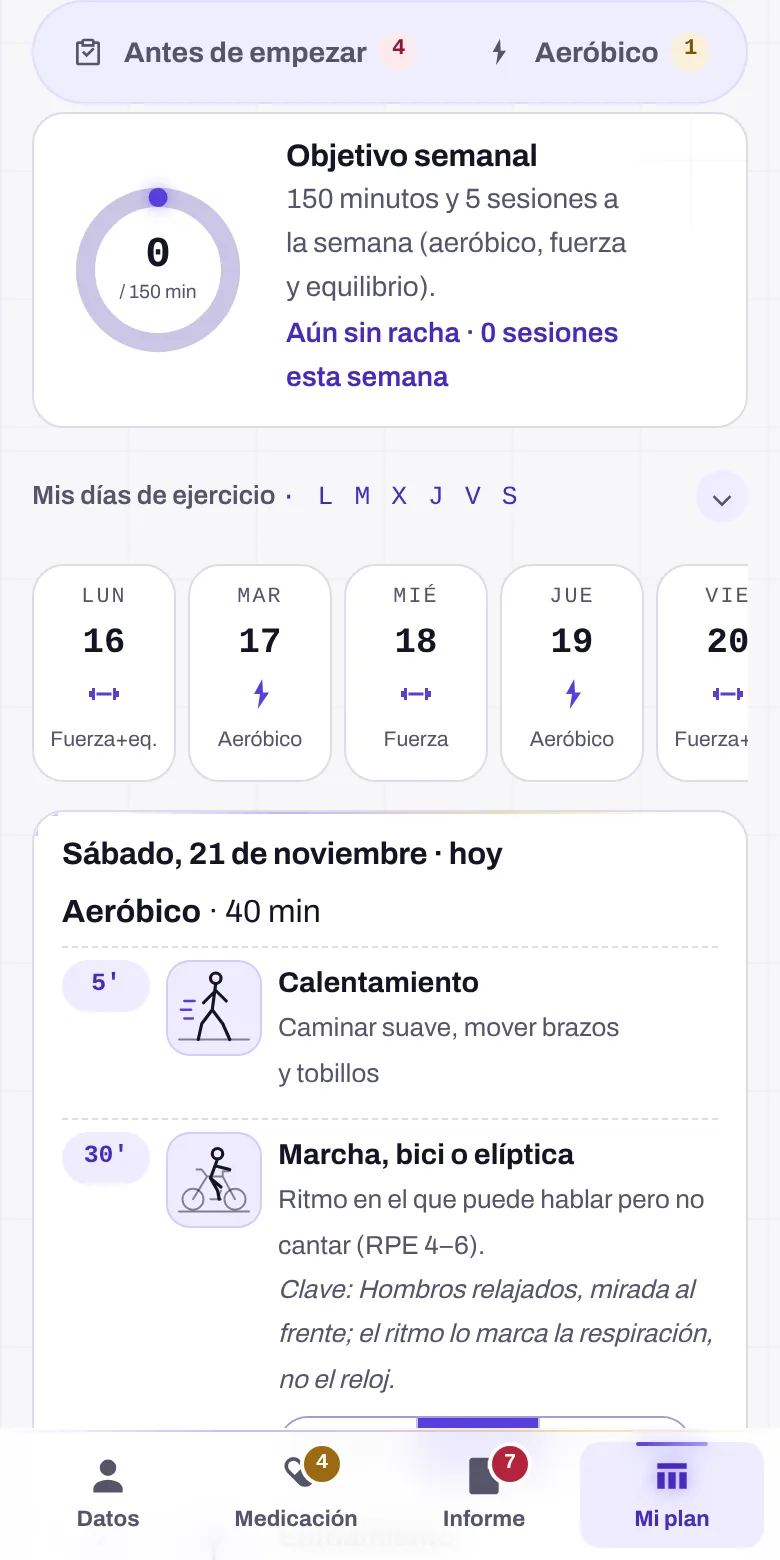 Antes de empezar 4 Aeróbico 1
Objetivo semanal
150 minutos y 5 sesiones a
la semana (aeróbico, fuerza
y equilibrio).
Aún sin racha · 0 sesiones
esta semana
0
/ 150 min
Mis días de ejercicio · L M X J V S
LUN MAR MIÉ JUE VIE
16 17 18 19 20
Fuerza+eq. Aeróbico Fuerza Aeróbico Fuerza+
Sábado, 21 de noviembre · hoy
Aeróbico · 40 min
5' Calentamiento
Caminar suave, mover brazos
y tobillos
30' Marcha, bici o elíptica
Ritmo en el que puede hablar pero no
cantar (RPE 4–6).
Clave: Hombros relajados, mirada al
frente; el ritmo lo marca la respiración,
no el reloj.
4 7
Datos Medicación Informe Mi plan